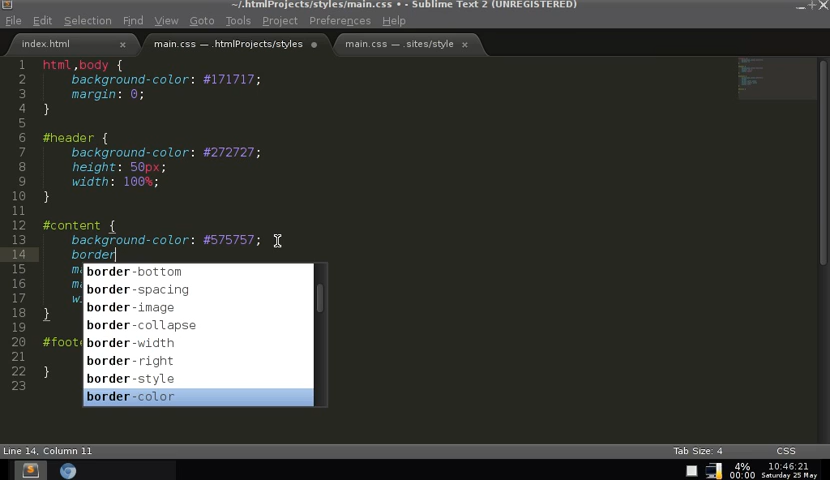 ~/.htmlProjects/styles/main.css • - Sublime Text 2 (UNREGISTERED)
File Edit Selection Find View Goto Tools Project Preferences Help
index.html × main.css — .htmlProjects/styles • main.css — .sites/style ×
1 html,body {
2 background-color: #171717;
3 margin: 0;
4 }
5
6 #header {
7 background-color: #272727;
8 height: 50px;
9 width: 100%;
10 }
11
12 #content {
13 background-color: #575757;
14 border
15 ma
border-bottom
16 ma
border-spacing
17 wi
border-image
18 }
border-collapse
19
20 #foote
border-width
21
border-right
22 }
border-style
23
border-color
Line 14, Column 11 Tab Size: 4 CSS
4% 10:46:21
00:00 Saturday 25 May